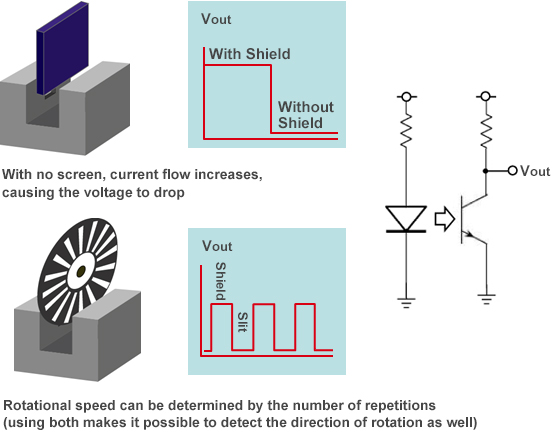 Vout
With Shield
Without
Shield
With no screen, current flow increases,
causing the voltage to drop
Vout
Vout
Shield
Slit
Rotational speed can be determined by the number of repetitions
(using both makes it possible to detect the direction of rotation as well)